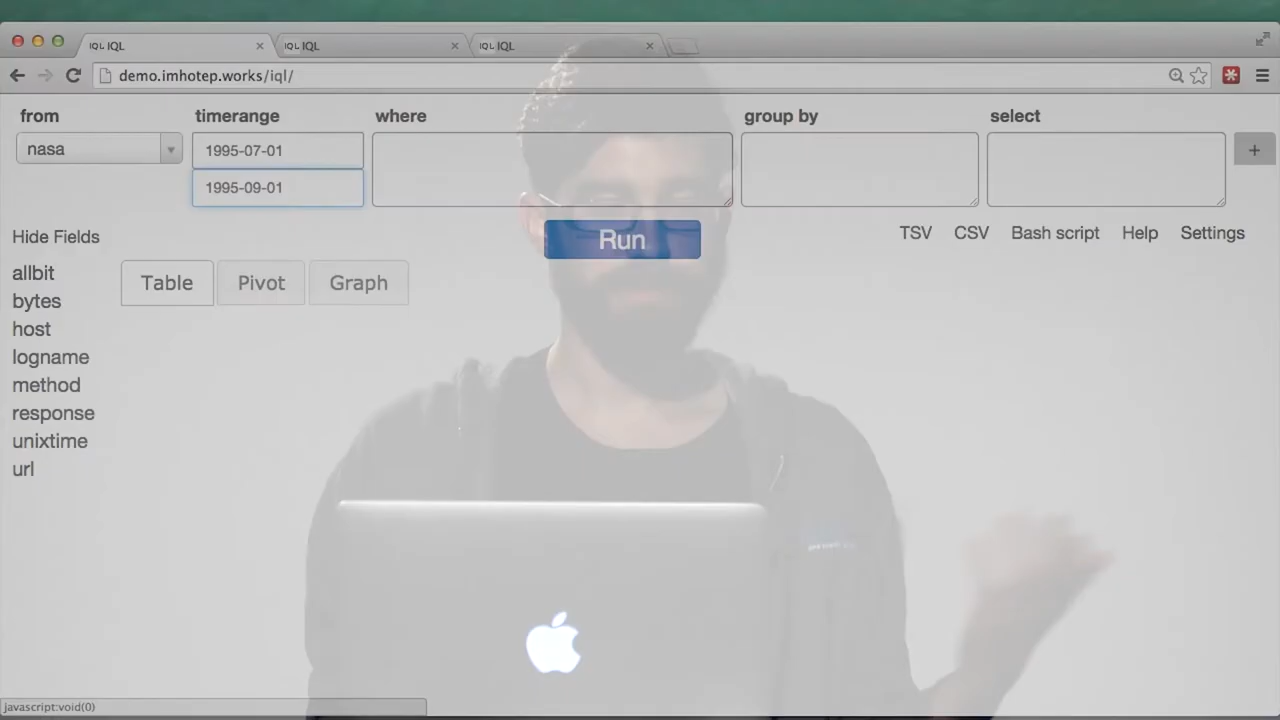 IQL IQL
IQL IQL
IQL IQL
demo.imhotep.works/iql/
from
timerange
where
group by
select
nasa
1995-07-01
1995-09-01
+
Run
TSV
CSV
Bash script
Help
Settings
Hide Fields
allbit
bytes
host
logname
method
response
unixtime
url
Table
Pivot
Graph
javascript:void(0)